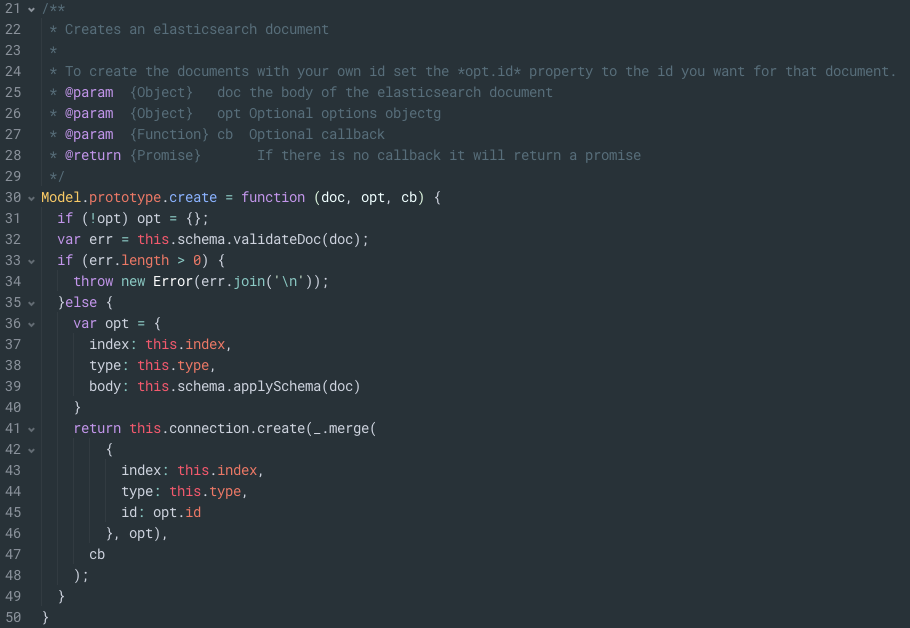 21 /**
22  * Creates an elasticsearch document
23  *
24  * To create the documents with your own id set the *opt.id* property to the id you want for that document.
25  * @param  {Object}   doc the body of the elasticsearch document
26  * @param  {Object}   opt Optional options objectg
27  * @param  {Function} cb  Optional callback
28  * @return {Promise}       If there is no callback it will return a promise
29  */
30 Model.prototype.create = function (doc, opt, cb) {
31   if (!opt) opt = {};
32   var err = this.schema.validateDoc(doc);
33   if (err.length > 0) {
34     throw new Error(err.join('\n'));
35   }else {
36     var opt = {
37       index: this.index,
38       type: this.type,
39       body: this.schema.applySchema(doc)
40     }
41     return this.connection.create(_.merge(
42         {
43           index: this.index,
44           type: this.type,
45           id: opt.id
46         }, opt),
47       cb
48     );
49   }
50 }